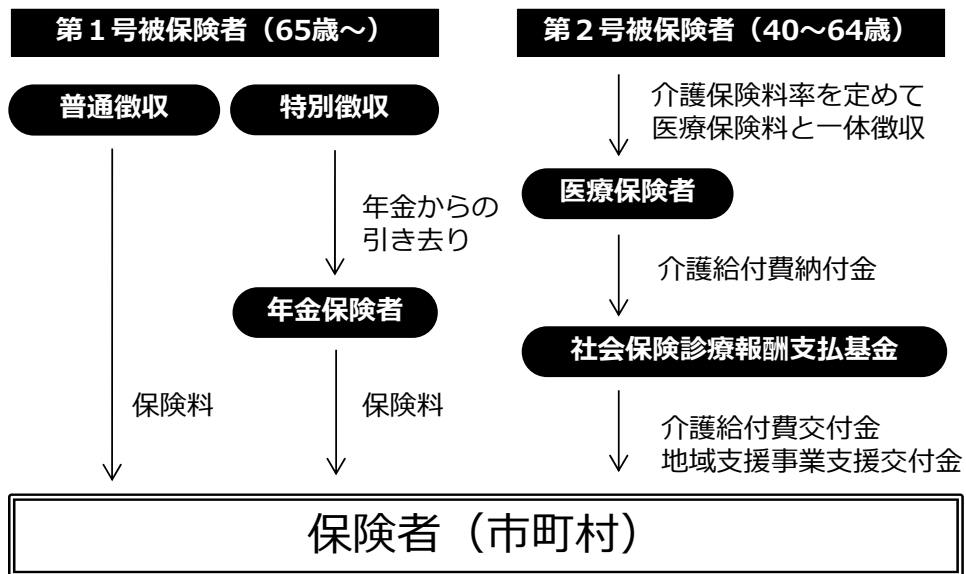 第１号被保険者（65歳～）
普通徴収
特別徴収
年金からの
引き去り
年金保険者
保険料
保険料
第２号被保険者（40～64歳）
介護保険料率を定めて
医療保険料と一体徴収
医療保険者
介護給付費納付金
社会保険診療報酬支払基金
介護給付費交付金
地域支援事業支援交付金
保険者（市町村）